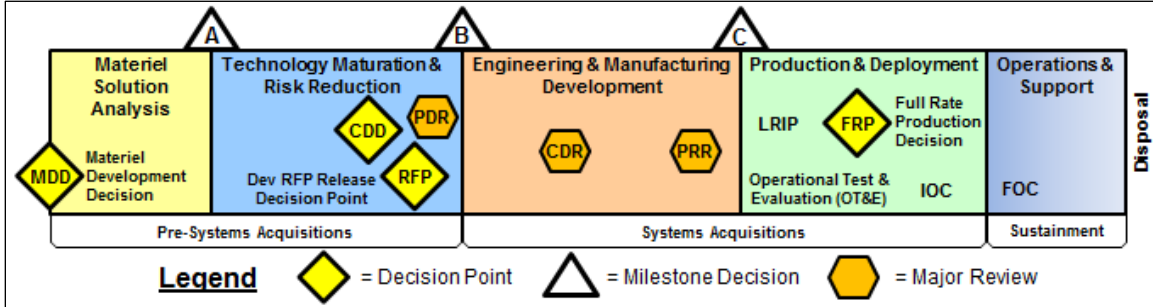 A
B
C
Materiel
Solution
Analysis
MDD
Materiel
Development
Decision
Technology Maturation &
Risk Reduction
CDD
PDR
Dev RFP Release
Decision Point
RFP
Engineering & Manufacturing
Development
CDR
PRR
Production & Deployment
LRIP
FRP
Full Rate
Production
Decision
Operational Test &
Evaluation (OT&E)
IOC
Operations &
Support
FOC
Disposal
Pre-Systems Acquisitions
Systems Acquisitions
Sustainment
Legend
= Decision Point
= Milestone Decision
= Major Review